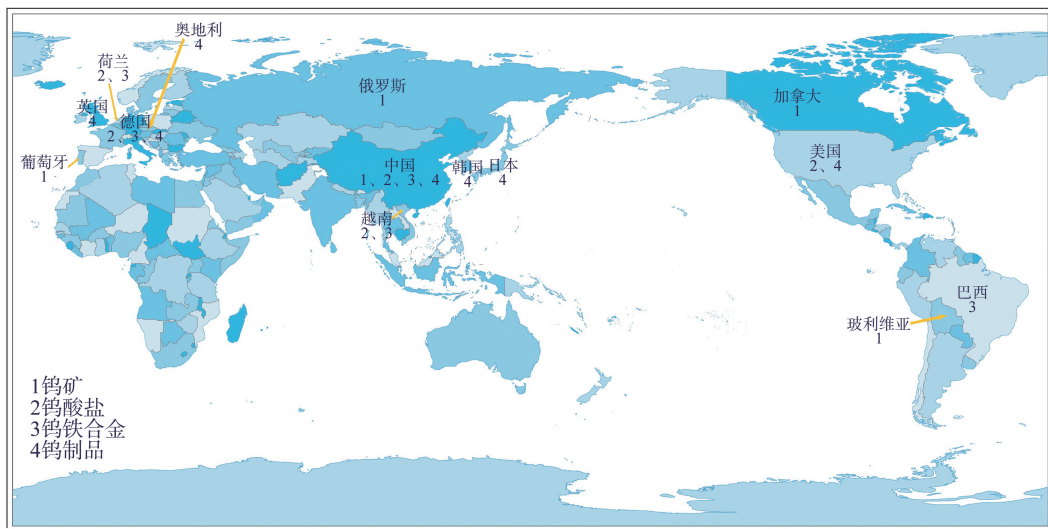 奥地利
4
荷兰
2、3
英国
4
德国
2、3、4
葡萄牙
1
俄罗斯
1
中国
1、2、3、4
韩国
4
日本
4
越南
2、3
加拿大
1
美国
2、4
巴西
3
玻利维亚
1
1钨矿
2钨酸盐
3钨铁合金
4钨制品